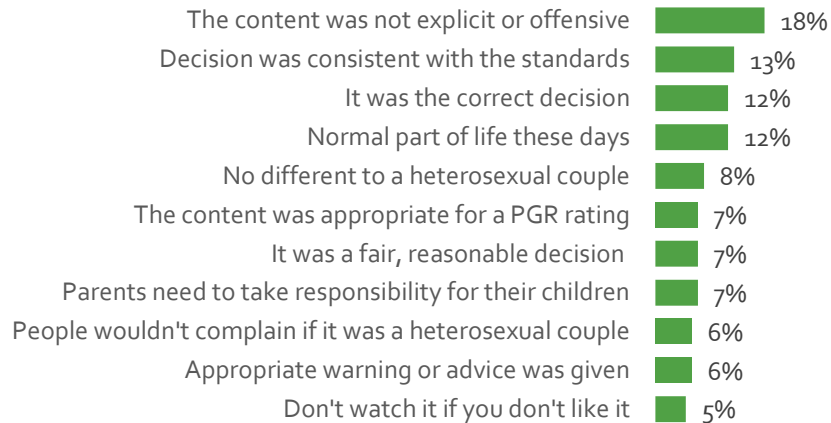 The content was not explicit or offensive 18%
Decision was consistent with the standards 13%
It was the correct decision 12%
Normal part of life these days 12%
No different to a heterosexual couple 8%
The content was appropriate for a PGR rating 7%
It was a fair, reasonable decision 7%
Parents need to take responsibility for their children 7%
People wouldn't complain if it was a heterosexual couple 6%
Appropriate warning or advice was given 6%
Don't watch it if you don't like it 5%